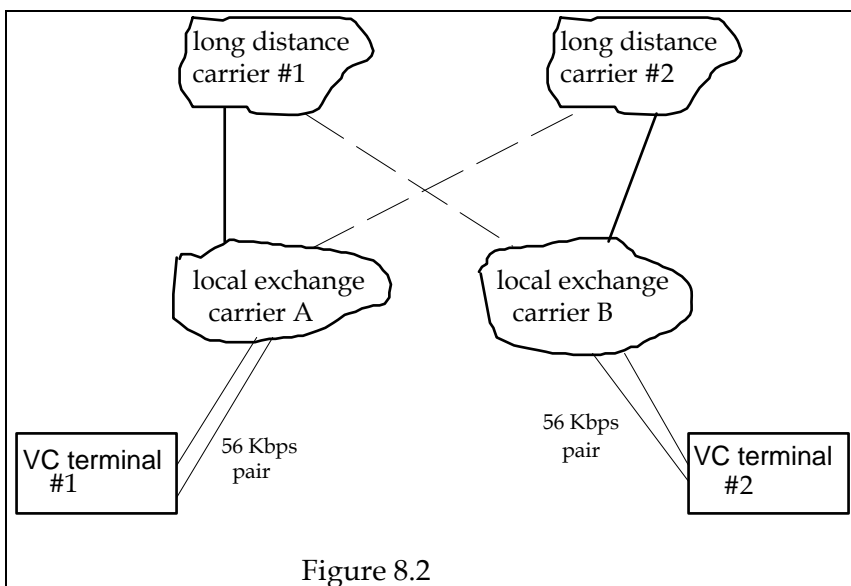 long distance
carrier #1
long distance
carrier #2
local exchange
carrier A
local exchange
carrier B
56 Kbps
pair
56 Kbps
pair
VC terminal
#1
VC terminal
#2
Figure 8.2